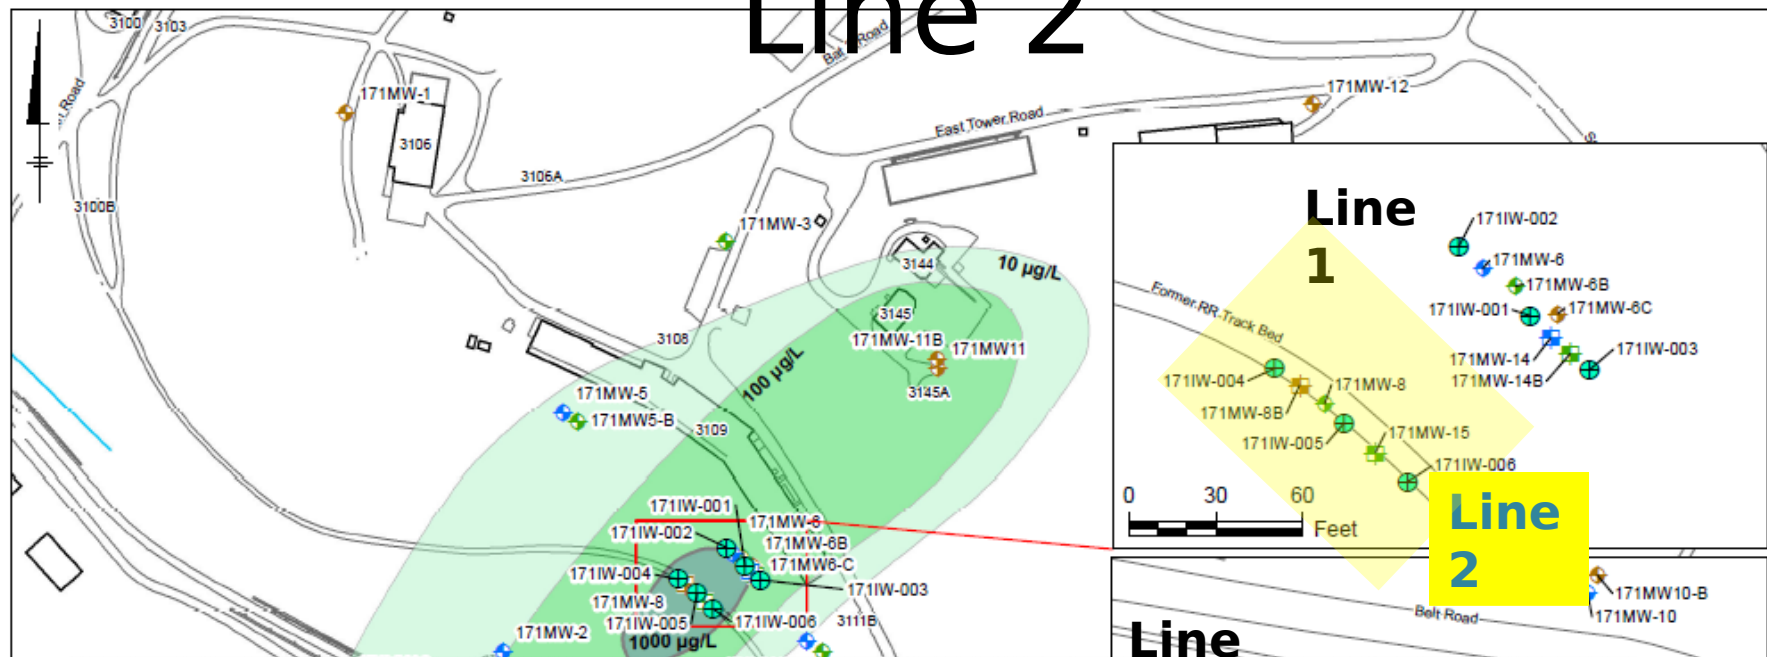 Line 2
3100
3103
Road
Road
171MW-1
3106
3100B
3106A
East Tower Road
171MW-12
171MW-3
3144
10 µg/L
3145
3108
171MW-11B
171MW11
100 µg/L
3145A
171MW-5
171MW5-B
3109
171IW-001
171MW-6
171IW-002
171MW-6B
171MW6-C
171IW-004
171IW-003
171MW-8
171IW-005
171IW-006
3111B
171MW-2
1000 µg/L
Line
1
171IW-002
171MW-6
171MW-6B
171IW-001
171MW-6C
Former RR Track Bed
171MW-14
171IW-003
171MW-14B
171IW-004
171MW-8
171MW-8B
171IW-005
171MW-15
171IW-006
0 30 60
Feet
Line
2
171MW10-B
171MW-10
Belt Road
Line